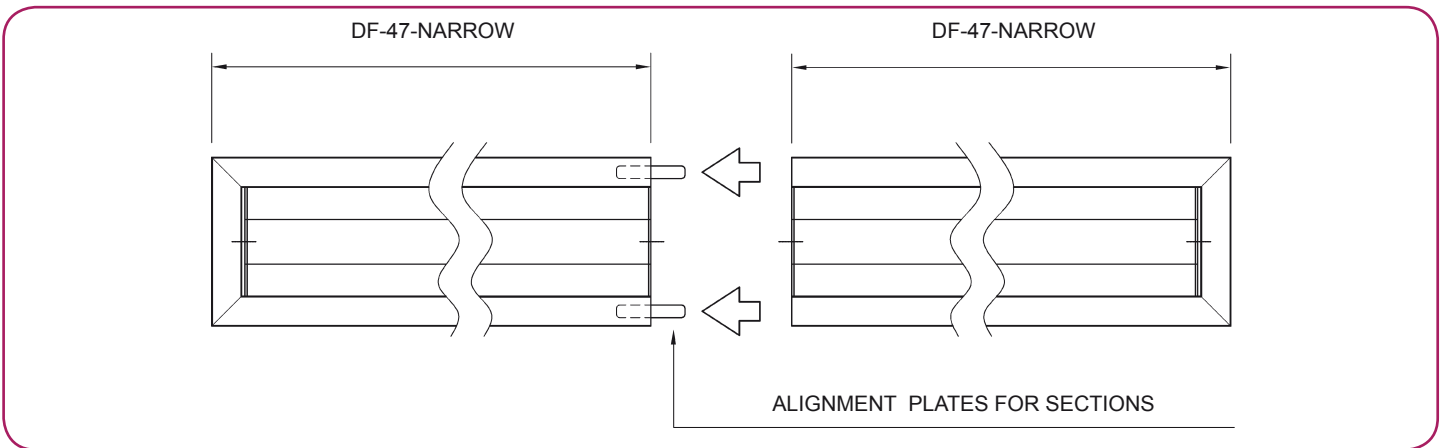 DF-47-NARROW
DF-47-NARROW
ALIGNMENT PLATES FOR SECTIONS